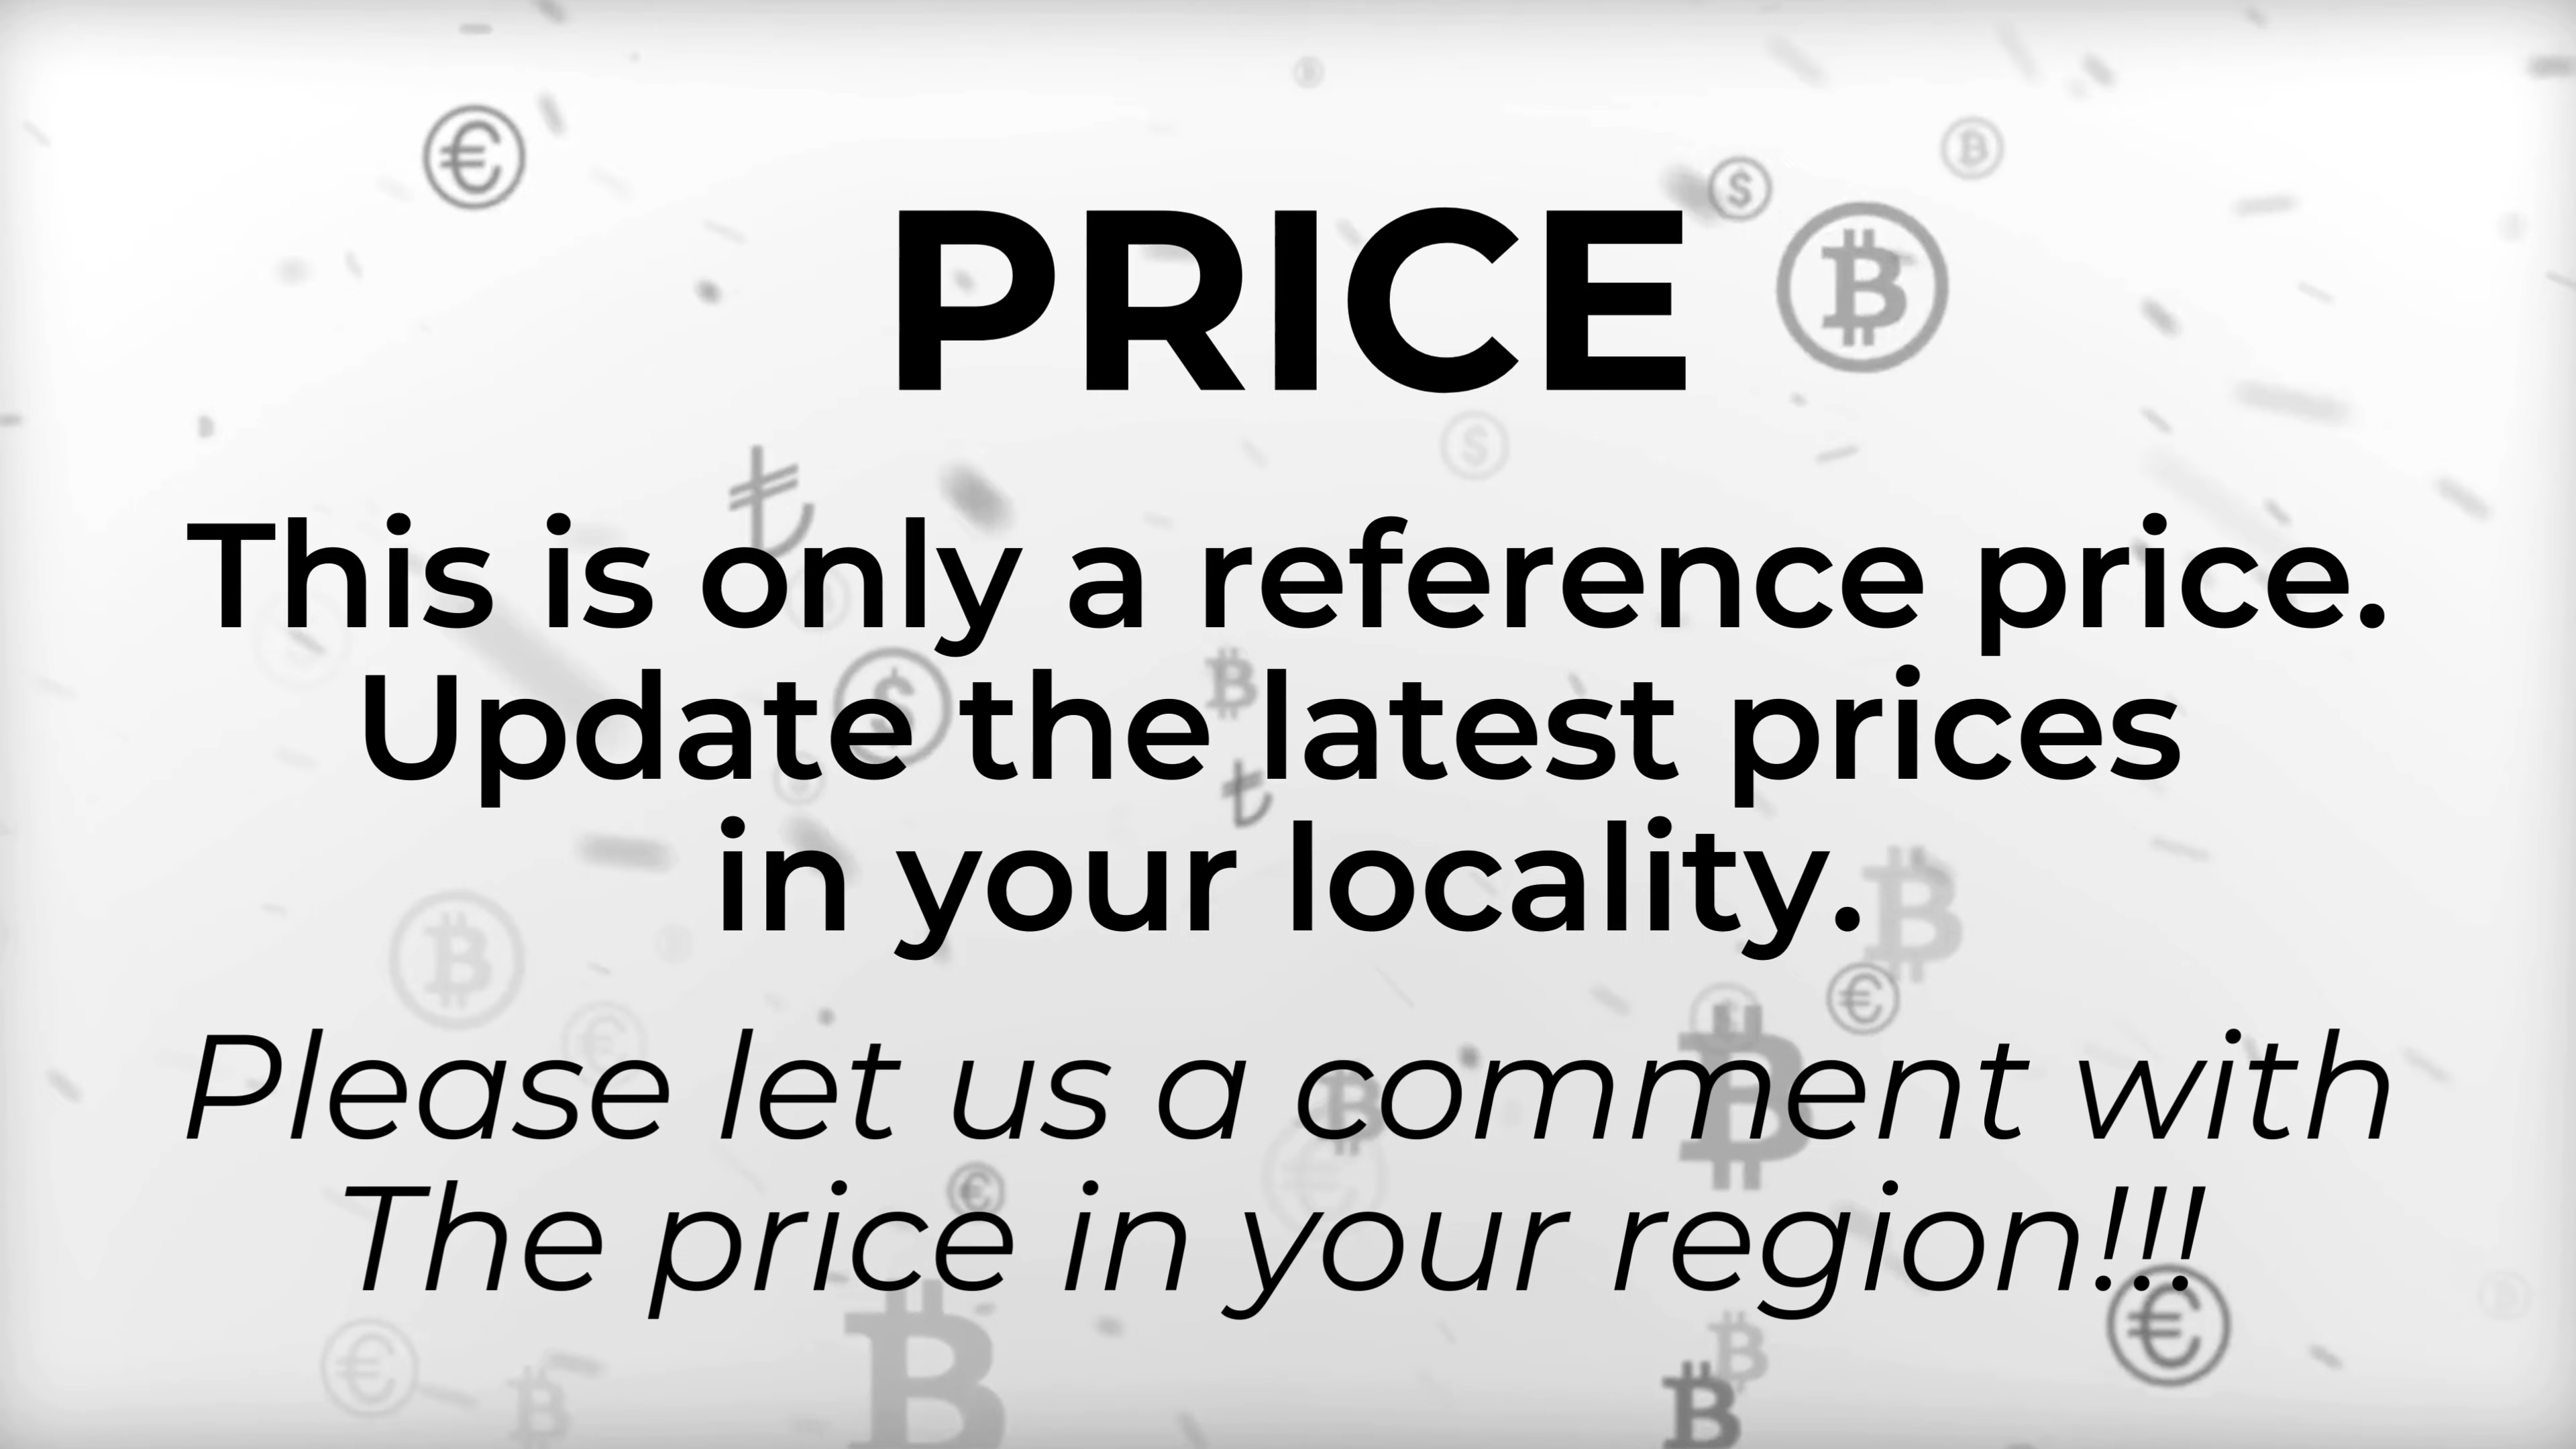 PRICE
This is only a reference price.
Update the latest prices
in your locality.
Please let us a comment with
The price in your region!!!